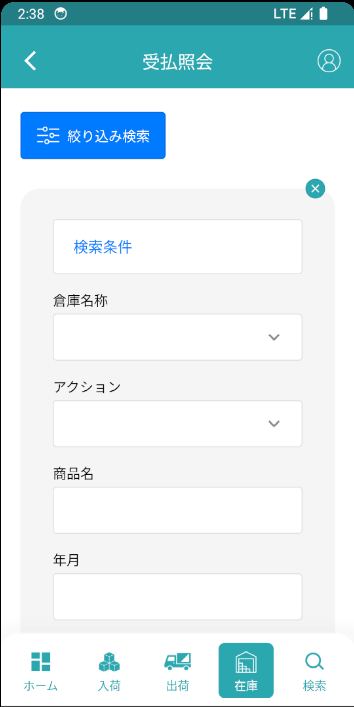 2:38
LTE
受払照会
絞り込み検索
検索条件
倉庫名称
アクション
商品名
年月
ホーム
入荷
出荷
在庫
検索